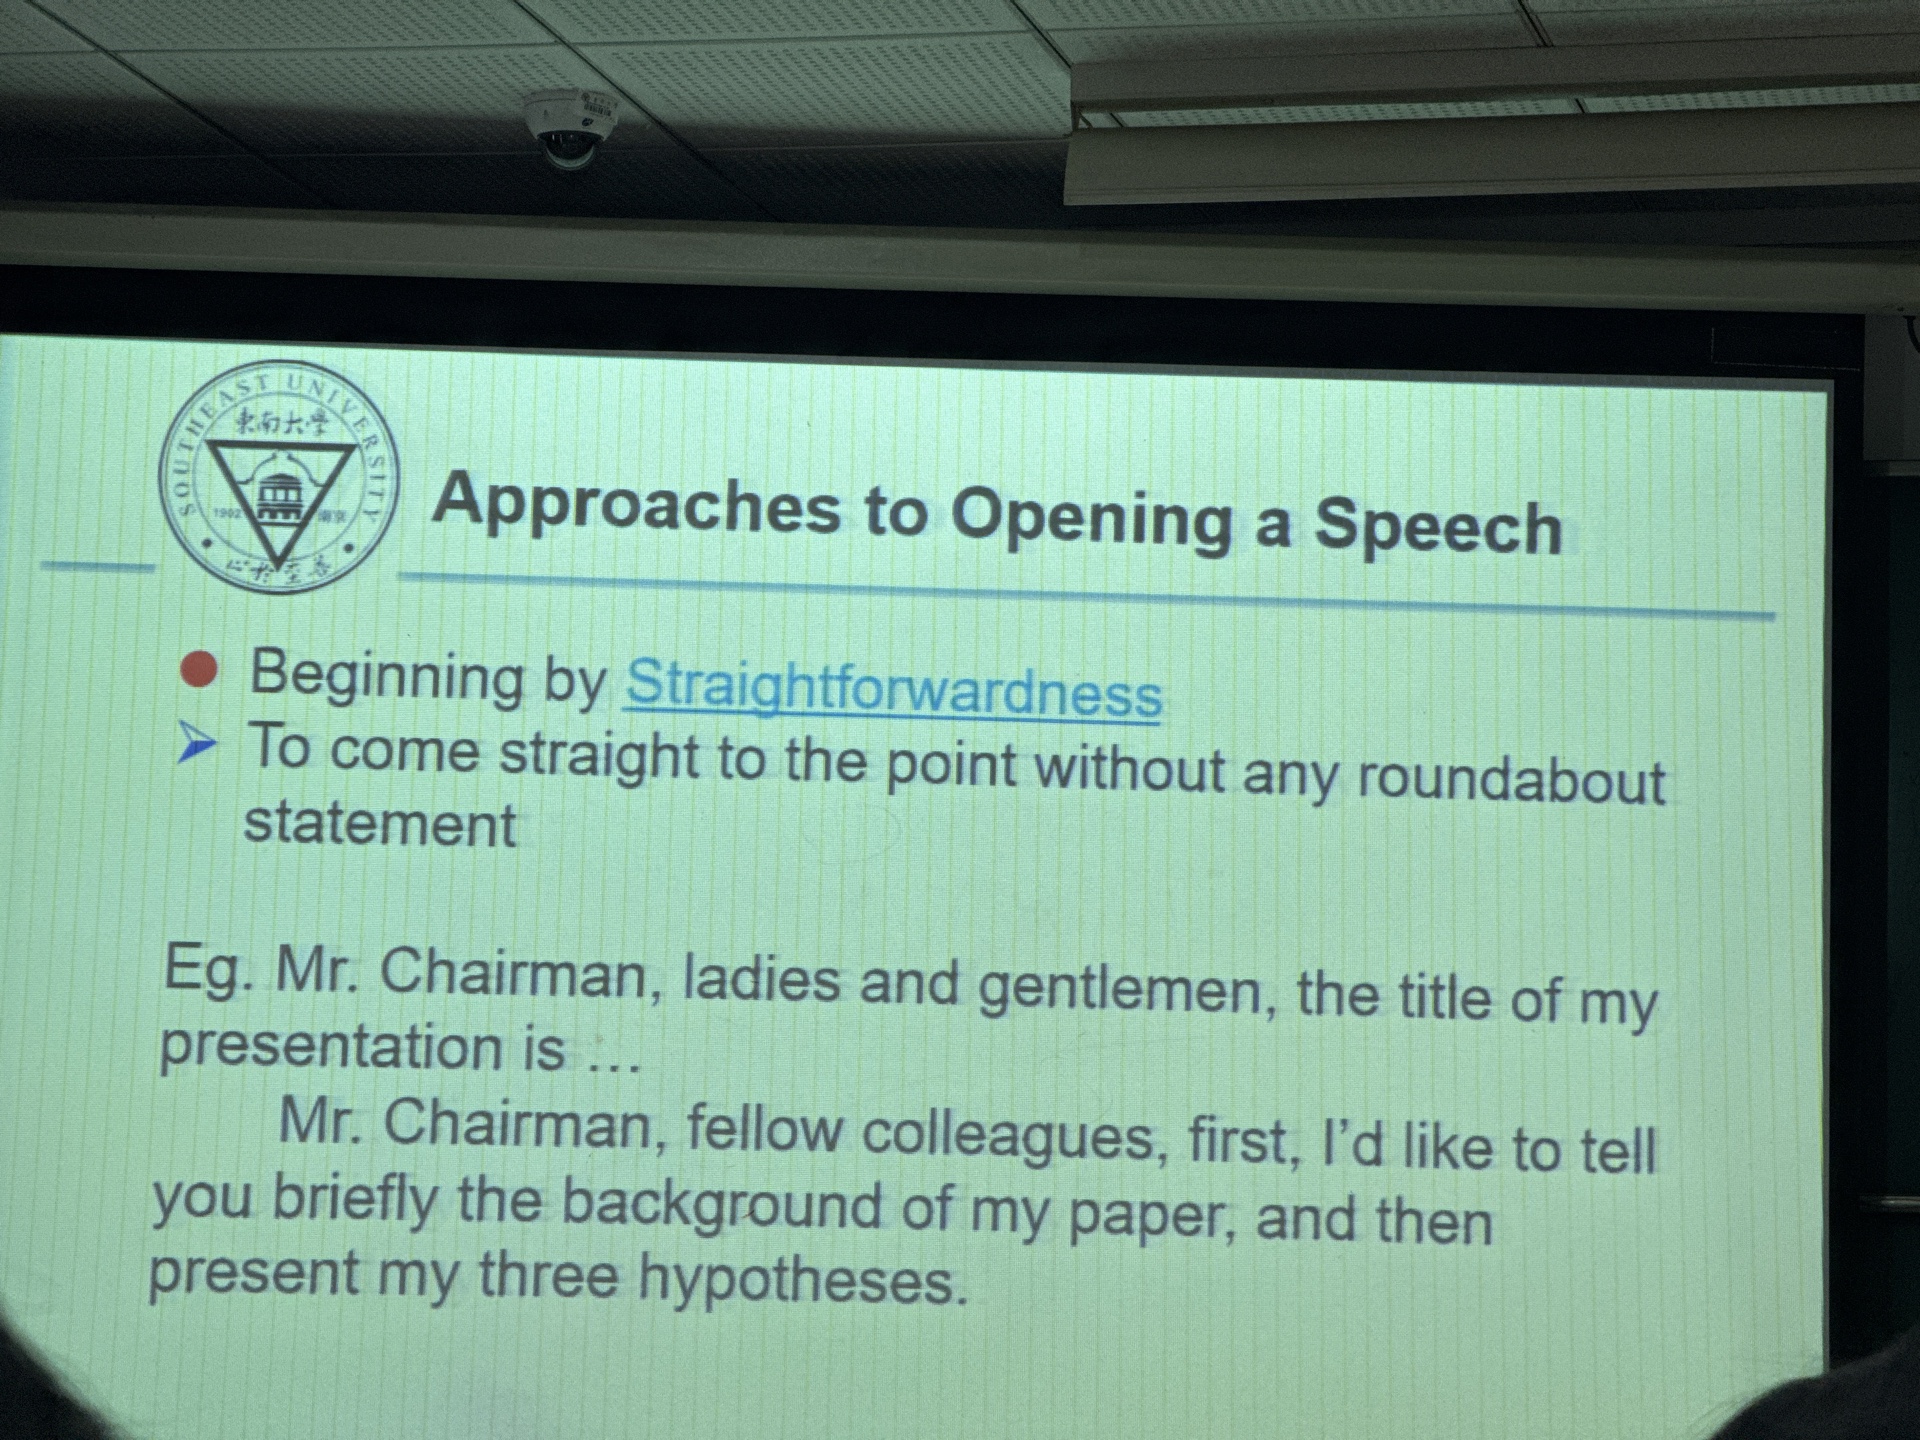 SOUTHEAST UNIVERSITY
東南大學
1902 南京
止於至善
Approaches to Opening a Speech
Beginning by Straightforwardness
To come straight to the point without any roundabout
statement
Eg. Mr. Chairman, ladies and gentlemen, the title of my
presentation is …
Mr. Chairman, fellow colleagues, first, I'd like to tell
you briefly the background of my paper, and then
present my three hypotheses.